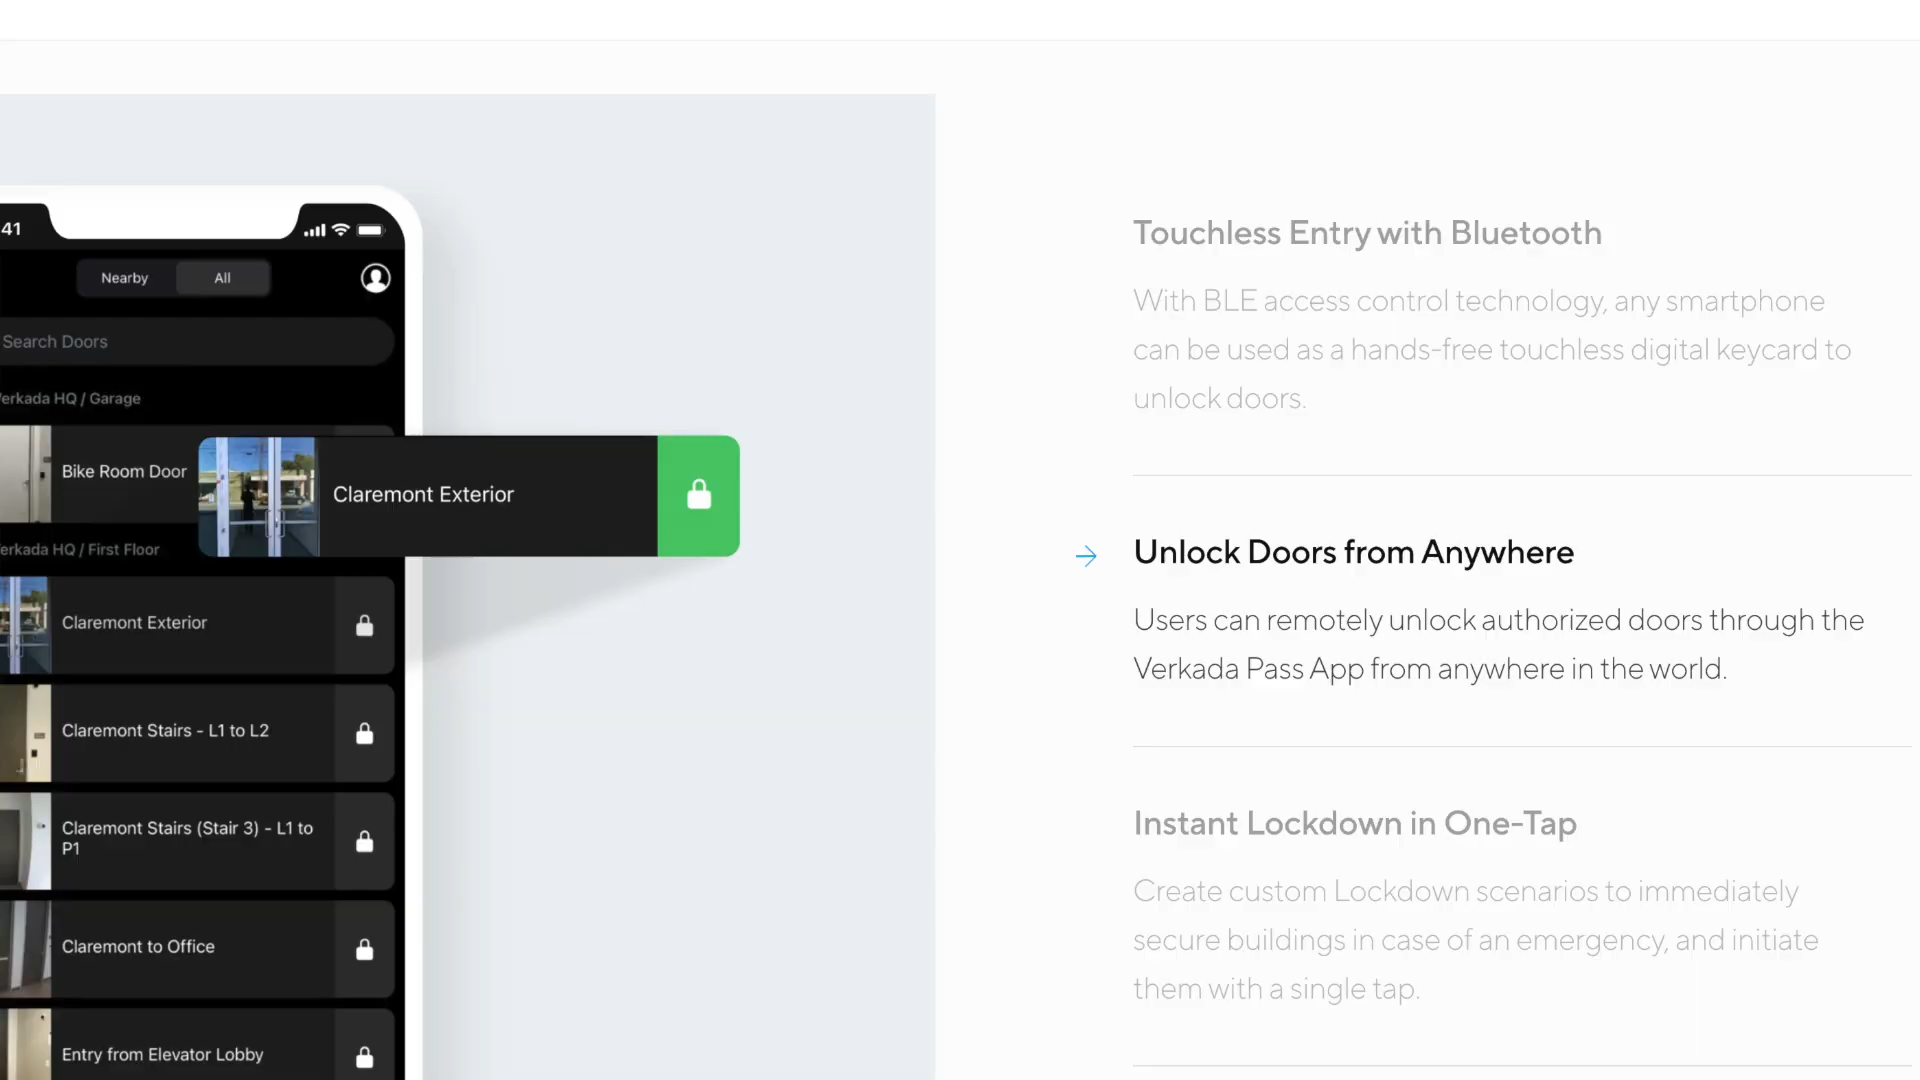 41
Nearby
All
Search Doors
erkada HQ / Garage
Bike Room Door
Claremont Exterior
erkada HQ / First Floor
Claremont Exterior
Claremont Stairs - L1 to L2
Claremont Stairs (Stair 3) - L1 to
P1
Claremont to Office
Entry from Elevator Lobby
Touchless Entry with Bluetooth
With BLE access control technology, any smartphone
can be used as a hands-free touchless digital keycard to
unlock doors.
Unlock Doors from Anywhere
Users can remotely unlock authorized doors through the
Verkada Pass App from anywhere in the world.
Instant Lockdown in One-Tap
Create custom Lockdown scenarios to immediately
secure buildings in case of an emergency, and initiate
them with a single tap.